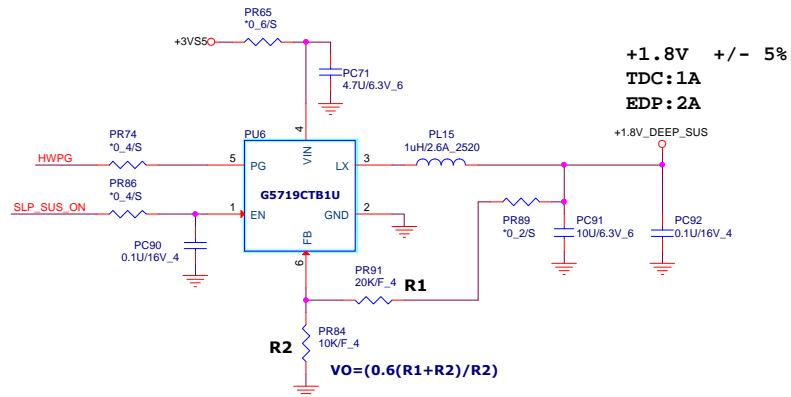 PR65
*0_6/S
+3VS5
PC71
4.7U/6.3V_6
+1.8V +/- 5%
TDC:1A
EDP:2A
+1.8V_DEEP_SUS
PR74
*0_4/S
HWPG
PU6
4
VIN
5
PG
LX
3
PL15
1uH/2.6A_2520
PR86
*0_4/S
SLP_SUS_ON
1
EN
G5719CTB1U
GND
2
FB
6
PC90
0.1U/16V_4
PR89
*0_2/S
PC91
10U/6.3V_6
PC92
0.1U/16V_4
PR91
20K/F_4
R1
PR84
10K/F_4
R2
VO=(0.6(R1+R2)/R2)